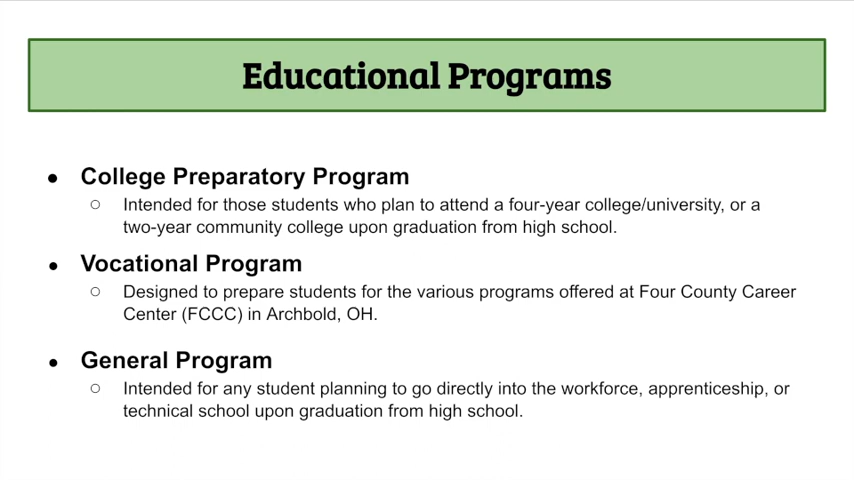 Educational Programs
● College Preparatory Program
○ Intended for those students who plan to attend a four-year college/university, or a
two-year community college upon graduation from high school.
● Vocational Program
○ Designed to prepare students for the various programs offered at Four County Career
Center (FCCC) in Archbold, OH.
● General Program
○ Intended for any student planning to go directly into the workforce, apprenticeship, or
technical school upon graduation from high school.